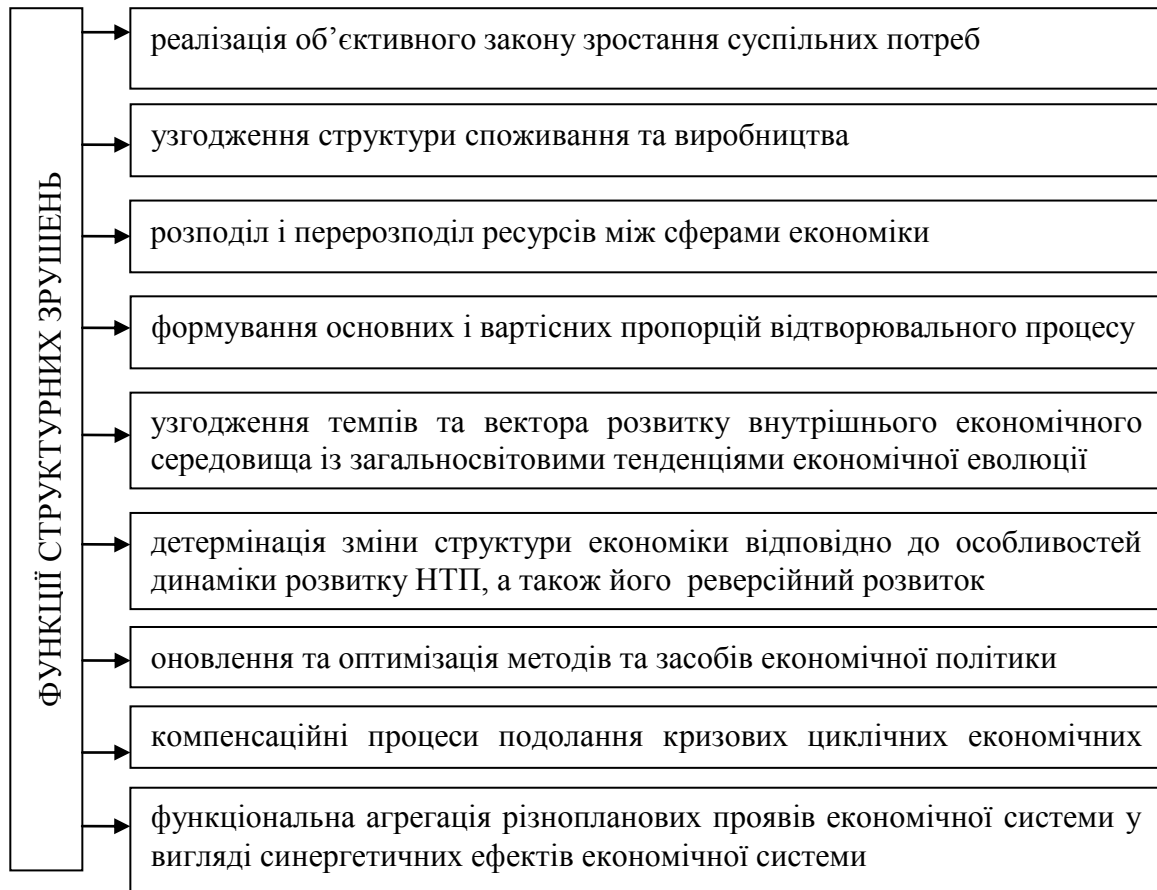 ФУНКЦІЇ СТРУКТУРНИХ ЗРУШЕНЬ
реалізація об’єктивного закону зростання суспільних потреб
узгодження структури споживання та виробництва
розподіл і перерозподіл ресурсів між сферами економіки
формування основних і вартісних пропорцій відтворювального процесу
узгодження темпів та вектора розвитку внутрішнього економічного
середовища із загальносвітовими тенденціями економічної еволюції
детермінація зміни структури економіки відповідно до особливостей
динаміки розвитку НТП, а також його реверсійний розвиток
оновлення та оптимізація методів та засобів економічної політики
компенсаційні процеси подолання кризових циклічних економічних
функціональна агрегація різнопланових проявів економічної системи у
вигляді синергетичних ефектів економічної системи